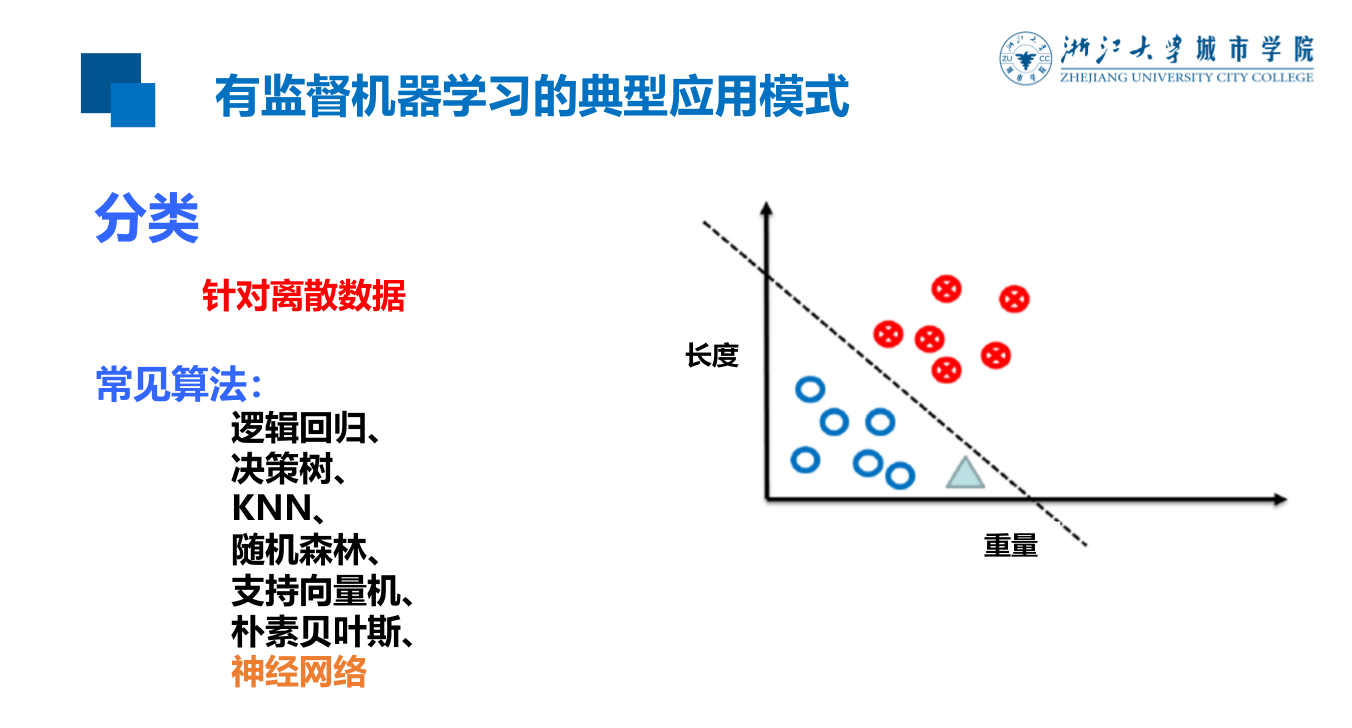 浙江大学城市学院
ZHEJIANG UNIVERSITY CITY COLLEGE
ZU CC
有监督机器学习的典型应用模式
分类
针对离散数据
常见算法：
逻辑回归、
决策树、
KNN、
随机森林、
支持向量机、
朴素贝叶斯、
神经网络
长度
重量